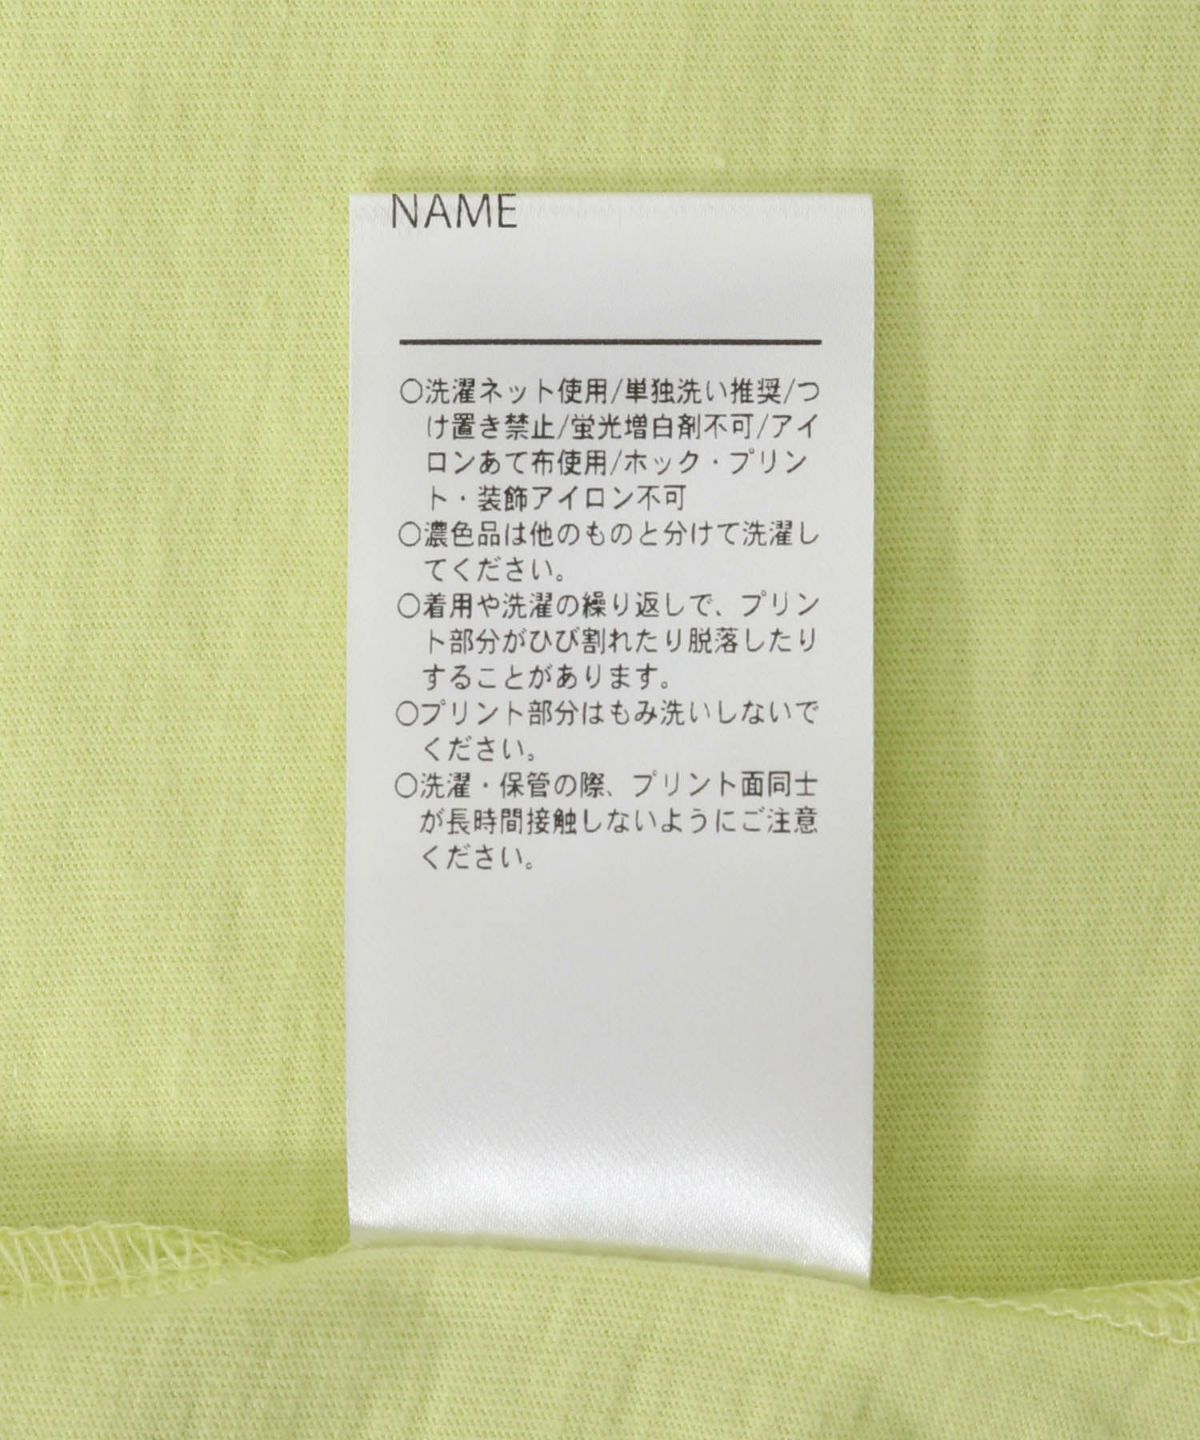 NAME
○洗濯ネット使用/単独洗い推奨/つ
け置き禁止/蛍光増白剤不可/アイ
ロンあて布使用/ホック・プリン
ト・装飾アイロン不可
○濃色品は他のものと分けて洗濯し
てください。
○着用や洗濯の繰り返しで、プリン
ト部分がひび割れたり脱落したり
することがあります。
○プリント部分はもみ洗いしないで
ください。
○洗濯・保管の際、プリント面同士
が長時間接触しないようにご注意
ください。